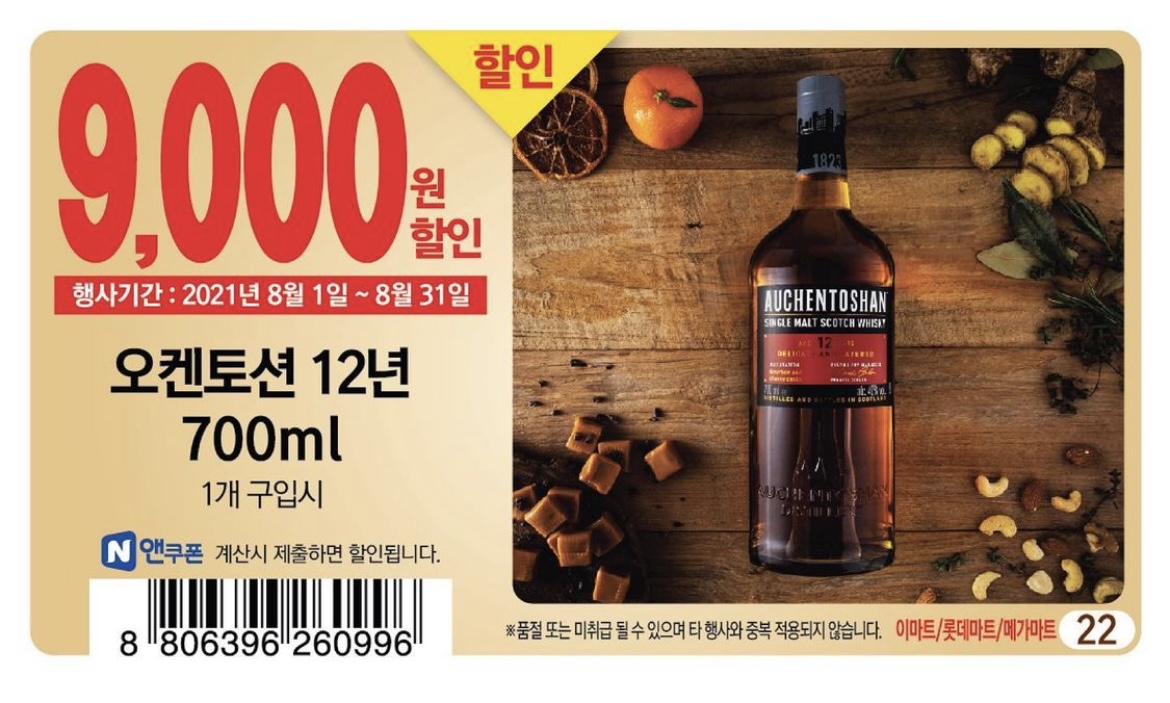 할인
9,000원
할인
행사기간 : 2021년 8월 1일 ~ 8월 31일
오켄토션 12년
700ml
1개 구입시
N 앤쿠폰 계산시 제출하면 할인됩니다.
8 806396 260996
1823
AUCHENTOSHAN
SINGLE MALT SCOTCH WHISKY
12
AUCHENTOSHAN
DISTILLERY
※품절 또는 미취급 될 수 있으며 타 행사와 중복 적용되지 않습니다. 이마트/롯데마트/메가마트 22